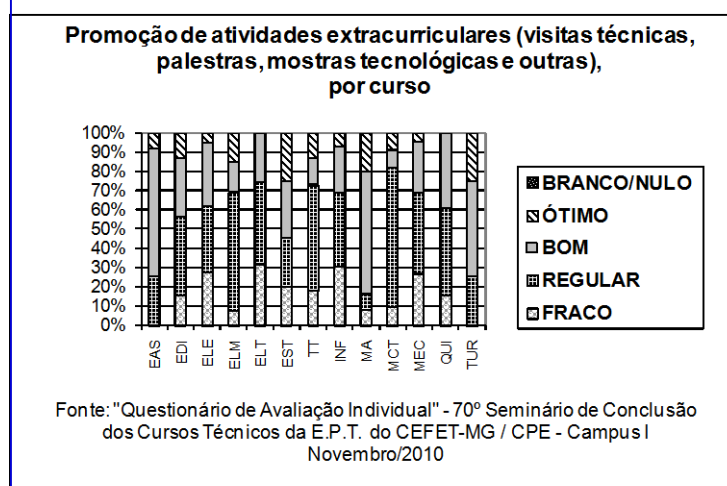 Promoção de atividades extracurriculares (visitas técnicas,
palestras, mostras tecnológicas e outras),
por curso
100%
90%
80%
70%
60%
50%
40%
30%
20%
10%
0%
EAS
EDI
ELE
ELM
ELT
EST
TT
INF
MA
MCT
MEC
QUI
TUR
BRANCO/NULO
ÓTIMO
BOM
REGULAR
FRACO
Fonte: "Questionário de Avaliação Individual" - 70º Seminário de Conclusão
dos Cursos Técnicos da E.P.T. do CEFET-MG / CPE - Campus I
Novembro/2010